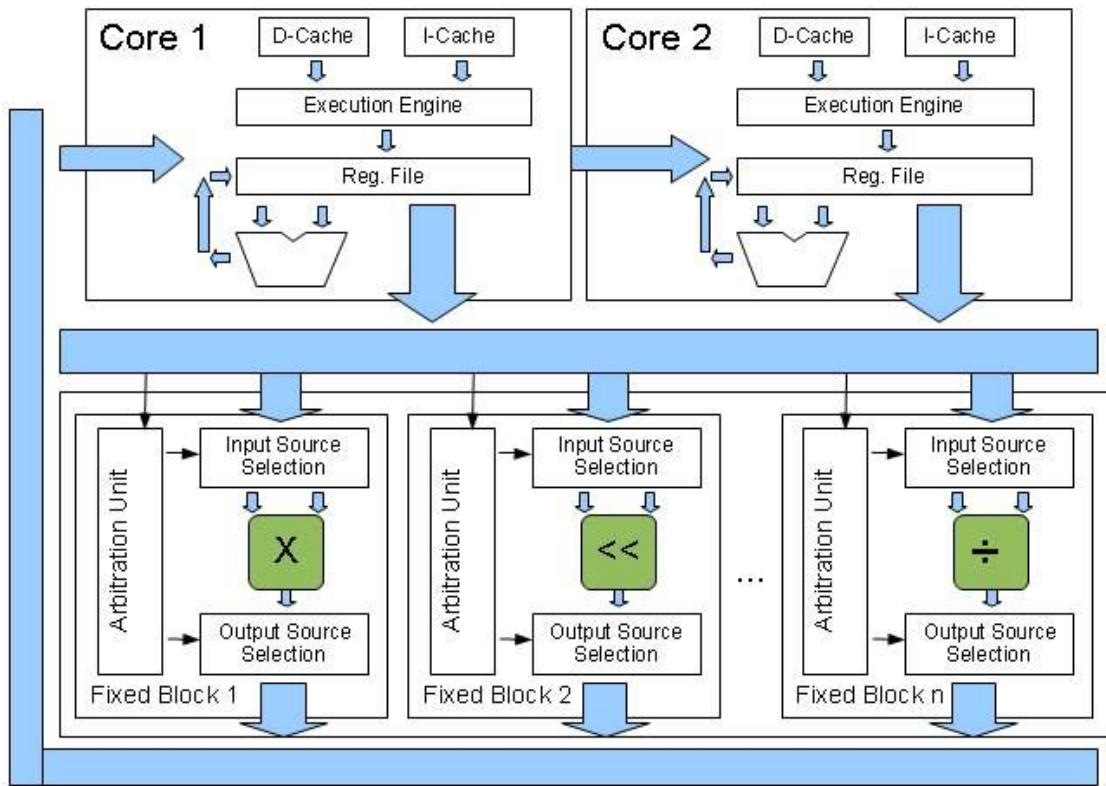 Core 1
D-Cache
I-Cache
Execution Engine
Reg. File
Core 2
D-Cache
I-Cache
Execution Engine
Reg. File
Arbitration Unit
Input Source
Selection
X
Output Source
Selection
Fixed Block 1
Arbitration Unit
Input Source
Selection
<<
Output Source
Selection
Fixed Block 2
...
Arbitration Unit
Input Source
Selection
÷
Output Source
Selection
Fixed Block n